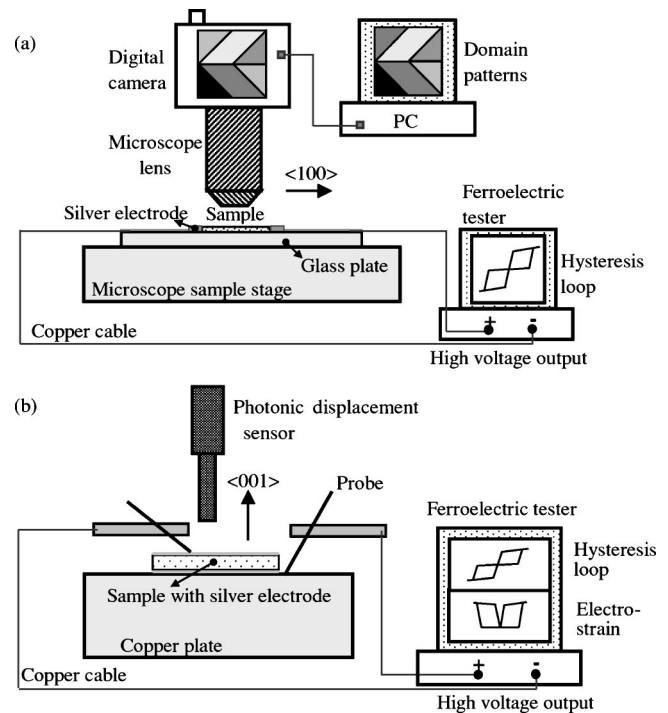 (a)
Digital
camera
Domain
patterns
PC
Microscope
lens
<100>
Silver electrode
Sample
Ferroelectric
tester
Glass plate
Hysteresis
loop
Microscope sample stage
Copper cable
+ -
High voltage output
(b)
Photonic displacement
sensor
<001>
Probe
Ferroelectric tester
Hysteresis
loop
Sample with silver electrode
Electro-
strain
Copper plate
Copper cable
+ -
High voltage output